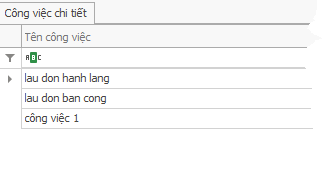 Công việc chi tiết
Tên công việc
ABC
lau don hanh lang
lau don ban cong
công việc 1